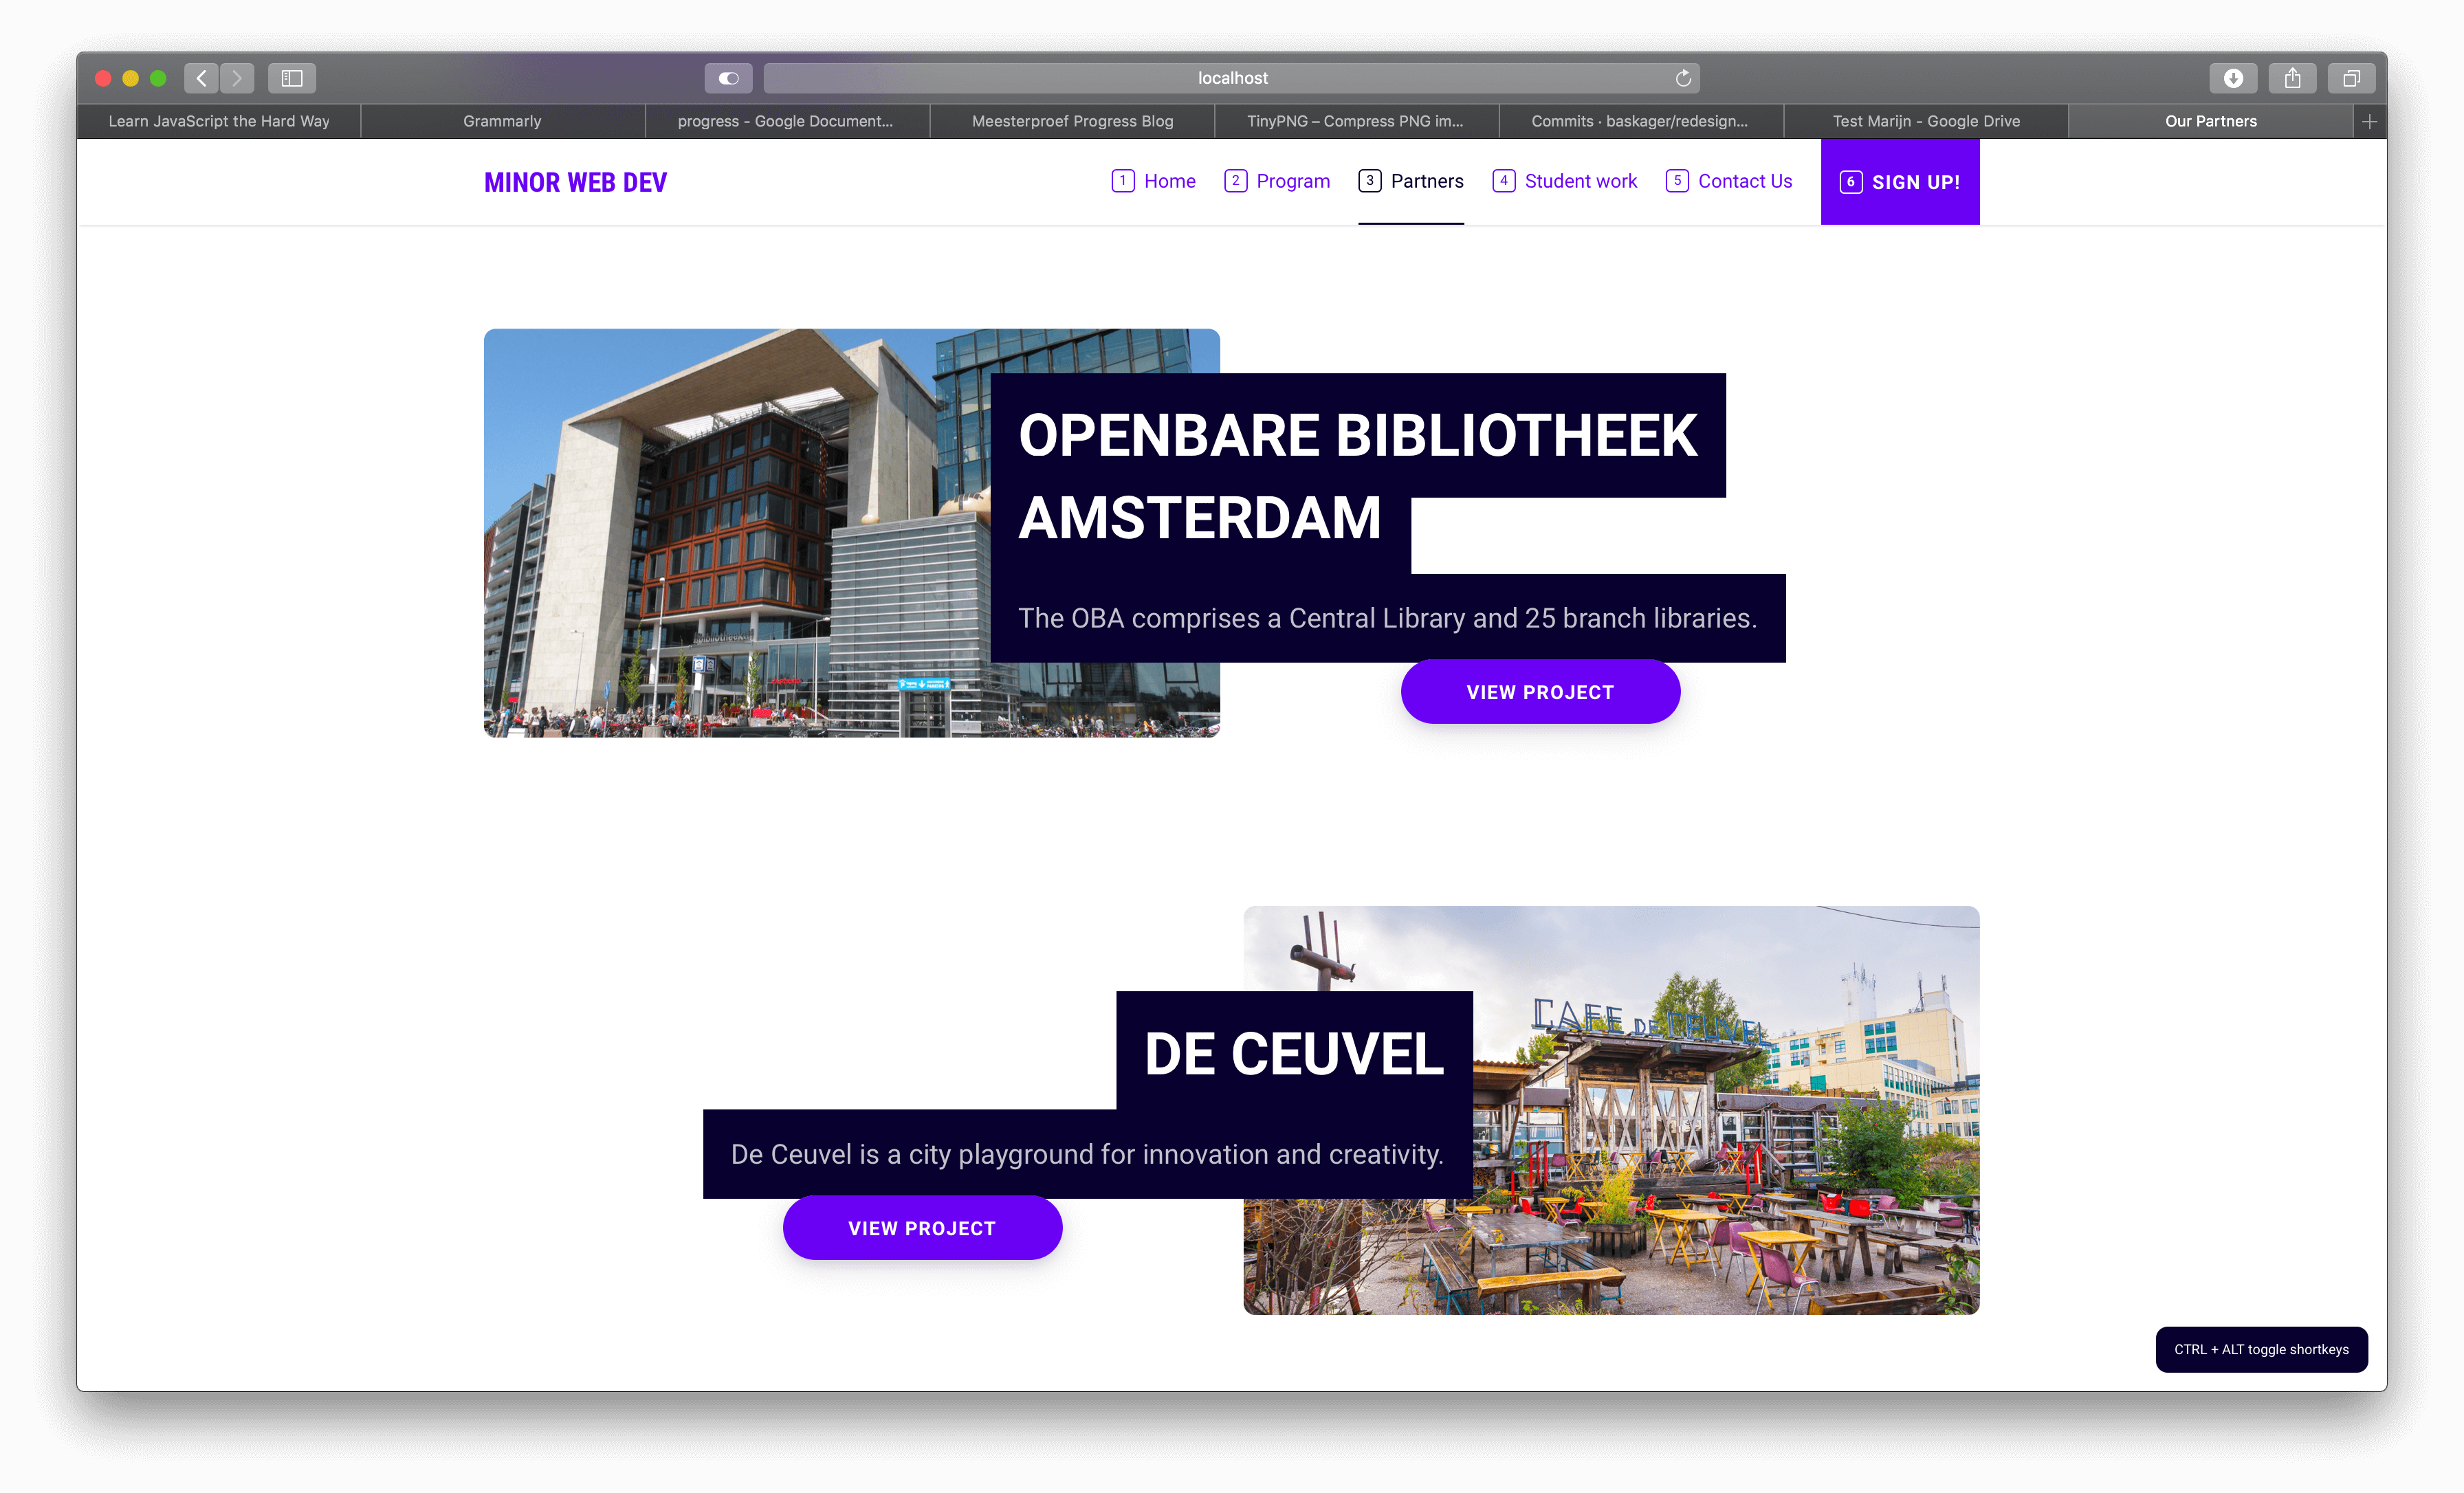 localhost
Learn JavaScript the Hard Way
Grammarly
progress - Google Document...
Meesterproef Progress Blog
TinyPNG – Compress PNG im...
Commits · baskager/redesign...
Test Marijn - Google Drive
Our Partners
MINOR WEB DEV
1 Home
2 Program
3 Partners
4 Student work
5 Contact Us
6 SIGN UP!
OPENBARE BIBLIOTHEEK
AMSTERDAM
The OBA comprises a Central Library and 25 branch libraries.
VIEW PROJECT
CAFE DE CEUVEL
DE CEUVEL
De Ceuvel is a city playground for innovation and creativity.
VIEW PROJECT
CTRL + ALT toggle shortkeys